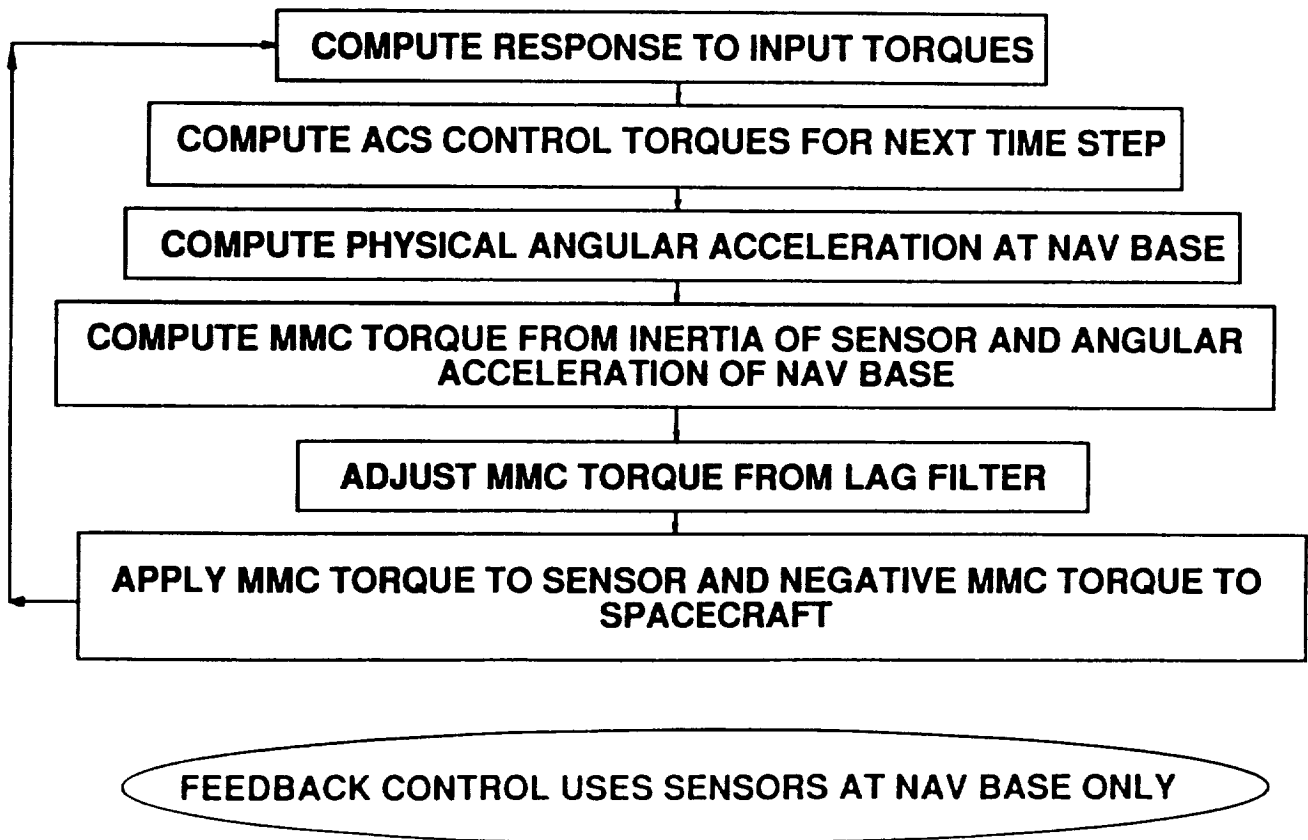 COMPUTE RESPONSE TO INPUT TORQUES
COMPUTE ACS CONTROL TORQUES FOR NEXT TIME STEP
COMPUTE PHYSICAL ANGULAR ACCELERATION AT NAV BASE
COMPUTE MMC TORQUE FROM INERTIA OF SENSOR AND ANGULAR
ACCELERATION OF NAV BASE
ADJUST MMC TORQUE FROM LAG FILTER
APPLY MMC TORQUE TO SENSOR AND NEGATIVE MMC TORQUE TO
SPACECRAFT
FEEDBACK CONTROL USES SENSORS AT NAV BASE ONLY